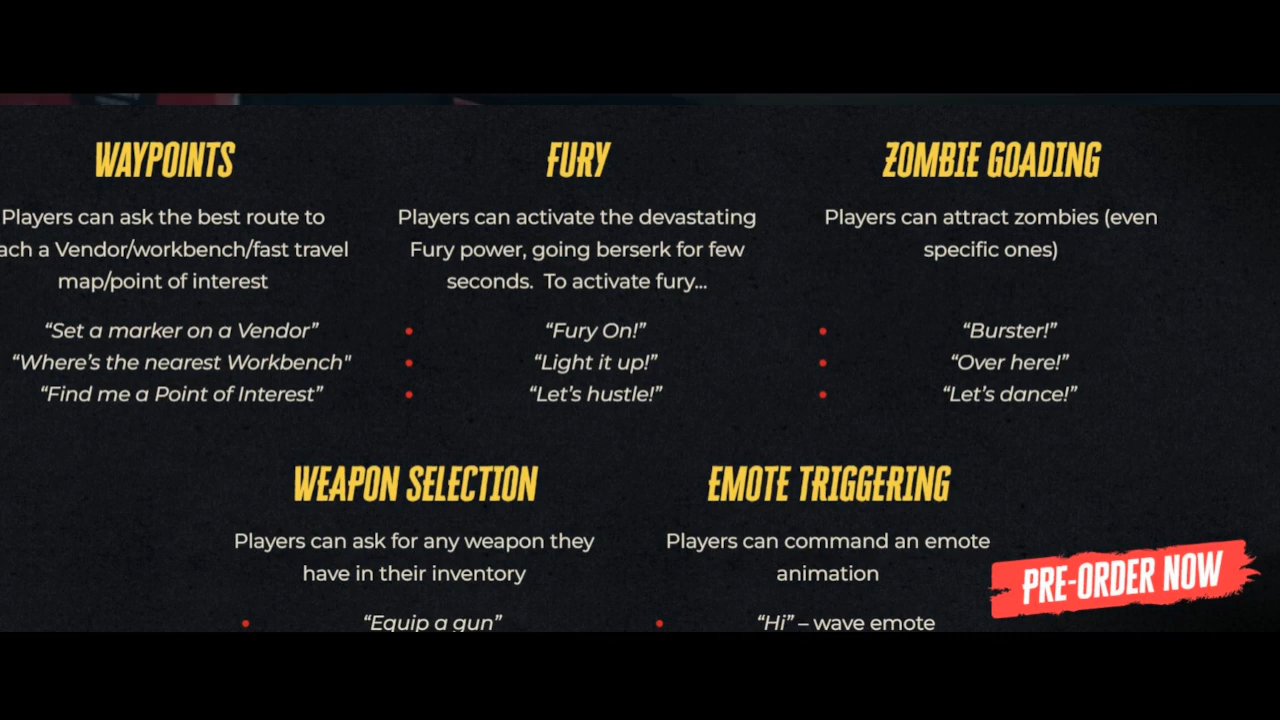 WAYPOINTS
Players can ask the best route to
ach a Vendor/workbench/fast travel
map/point of interest
“Set a marker on a Vendor”
“Where’s the nearest Workbench"
“Find me a Point of Interest”
FURY
Players can activate the devastating
Fury power, going berserk for few
seconds.  To activate fury...
“Fury On!”
“Light it up!”
“Let’s hustle!”
ZOMBIE GOADING
Players can attract zombies (even
specific ones)
“Burster!”
“Over here!”
“Let’s dance!”
WEAPON SELECTION
Players can ask for any weapon they
have in their inventory
“Equip a gun”
EMOTE TRIGGERING
Players can command an emote
animation
“Hi” – wave emote
PRE-ORDER NOW